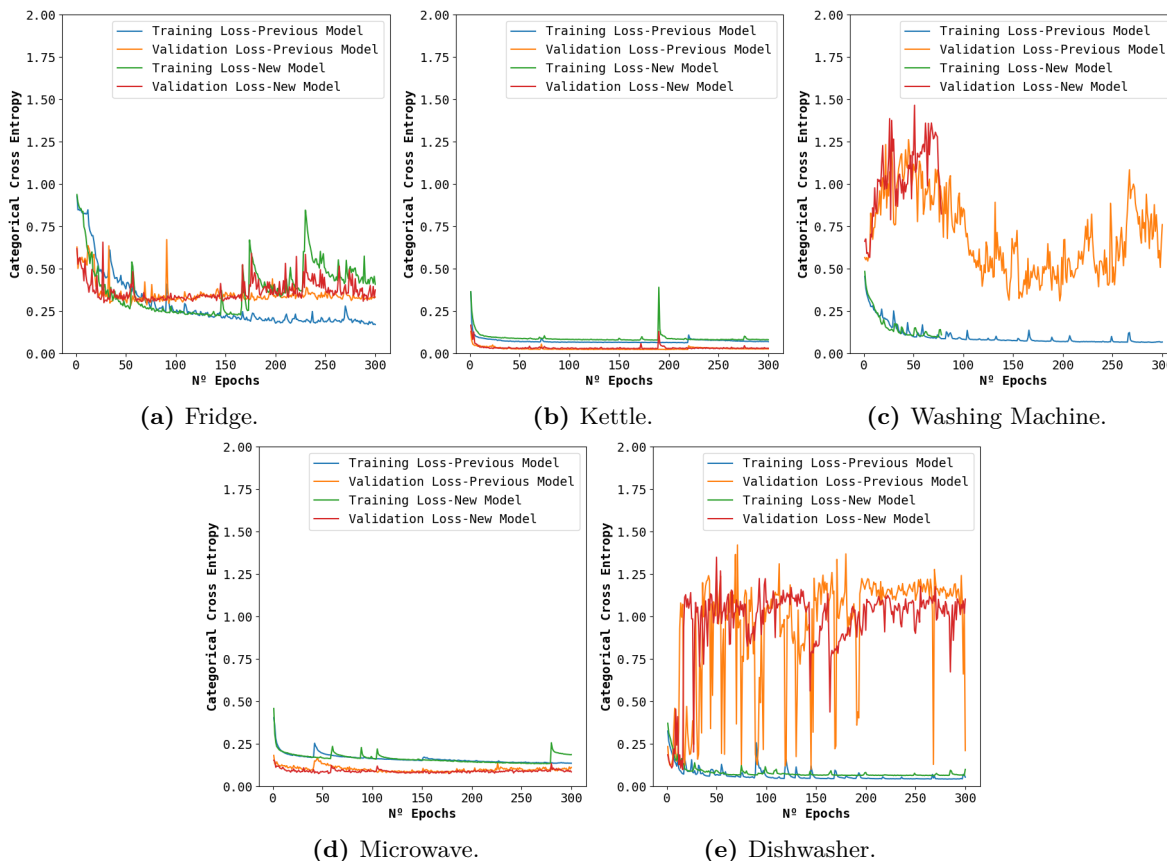 2.00
1.75
1.50
1.25
1.00
0.75
0.50
0.25
0.00
Categorical Cross Entropy
Training Loss-Previous Model
Validation Loss-Previous Model
Training Loss-New Model
Validation Loss-New Model
0 50 100 150 200 250 300
Nº Epochs
(a) Fridge.
2.00
1.75
1.50
1.25
1.00
0.75
0.50
0.25
0.00
Categorical Cross Entropy
Training Loss-Previous Model
Validation Loss-Previous Model
Training Loss-New Model
Validation Loss-New Model
0 50 100 150 200 250 300
Nº Epochs
(b) Kettle.
2.00
1.75
1.50
1.25
1.00
0.75
0.50
0.25
0.00
Categorical Cross Entropy
Training Loss-Previous Model
Validation Loss-Previous Model
Training Loss-New Model
Validation Loss-New Model
0 50 100 150 200 250 300
Nº Epochs
(c) Washing Machine.
2.00
1.75
1.50
1.25
1.00
0.75
0.50
0.25
0.00
Categorical Cross Entropy
Training Loss-Previous Model
Validation Loss-Previous Model
Training Loss-New Model
Validation Loss-New Model
0 50 100 150 200 250 300
Nº Epochs
(d) Microwave.
2.00
1.75
1.50
1.25
1.00
0.75
0.50
0.25
0.00
Categorical Cross Entropy
Training Loss-Previous Model
Validation Loss-Previous Model
Training Loss-New Model
Validation Loss-New Model
0 50 100 150 200 250 300
Nº Epochs
(e) Dishwasher.